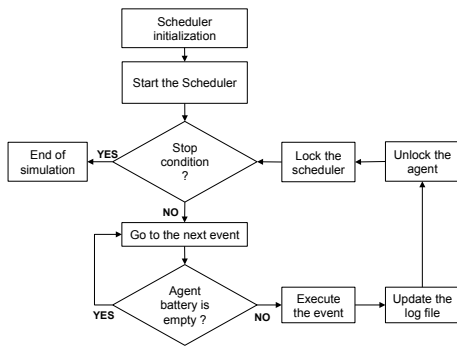 Scheduler
initialization
Start the Scheduler
Stop
condition
?
YES
End of
simulation
Lock the
scheduler
Unlock the
agent
NO
Go to the next event
Agent
battery is
empty ?
YES
NO
Execute
the event
Update the
log file